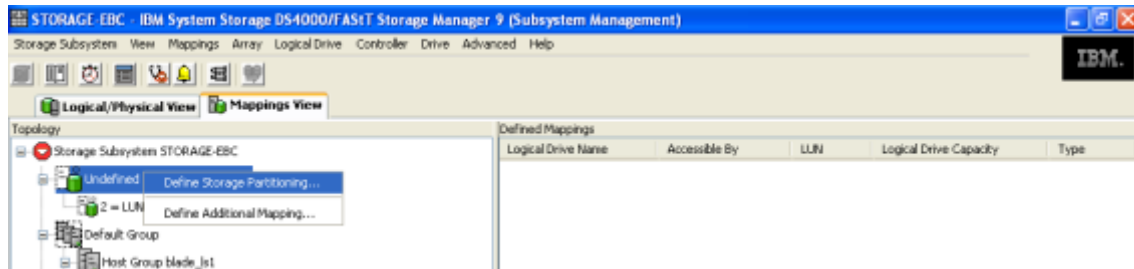 STORAGE-EBC - IBM System Storage DS4000/FAStT Storage Manager 9 (Subsystem Management)
Storage Subsystem View Mappings Array Logical Drive Controller Drive Advanced Help
IBM.
Logical/Physical View Mappings View
Topology
Defined Mappings
Storage Subsystem STORAGE-EBC
Logical Drive Name Accessible By LUN Logical Drive Capacity Type
Undefined
Define Storage Partitioning...
2 = LUN
Define Additional Mapping...
Default Group
Host Group blade_ls1